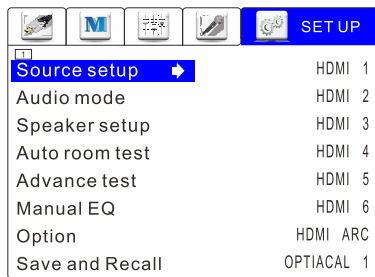 M
SET UP
1
Source setup HDMI 1
Audio mode HDMI 2
Speaker setup HDMI 3
Auto room test HDMI 4
Advance test HDMI 5
Manual EQ HDMI 6
Option HDMI ARC
Save and Recall OPTIACAL 1